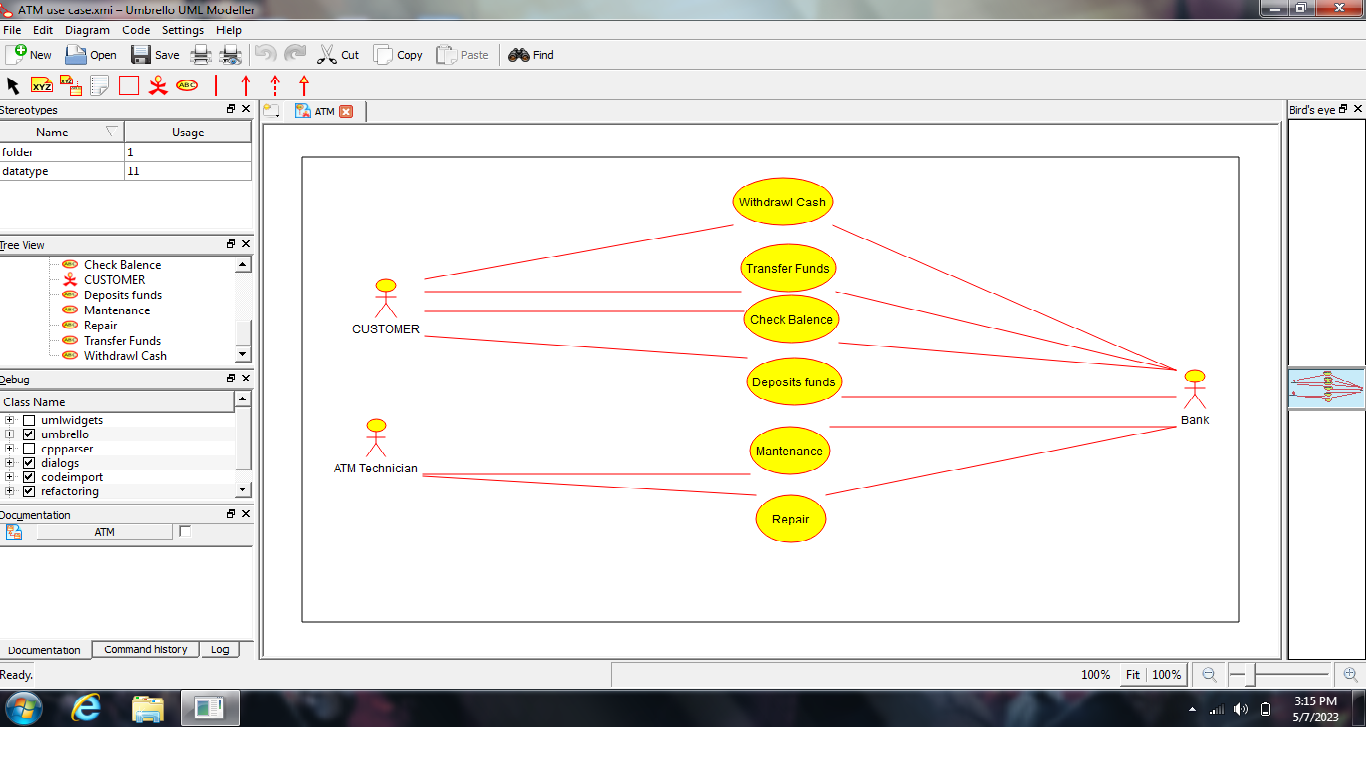 ATM use case.xmi – Umbrello UML Modeller
File Edit Diagram Code Settings Help
New Open Save Cut Copy Paste Find
XYZ ABC
Stereotypes
Name Usage
folder 1
datatype 11
Tree View
Check Balence
CUSTOMER
Deposits funds
Mantenance
Repair
Transfer Funds
Withdrawl Cash
Debug
Class Name
umlwidgets
umbrello
cppparser
dialogs
codeimport
refactoring
Documentation
ATM
Documentation Command history Log
Ready.
ATM
Withdrawl Cash
Transfer Funds
Check Balence
CUSTOMER
Deposits funds
Bank
Mantenance
ATM Technician
Repair
Bird's eye
100% Fit 100%
3:15 PM
5/7/2023